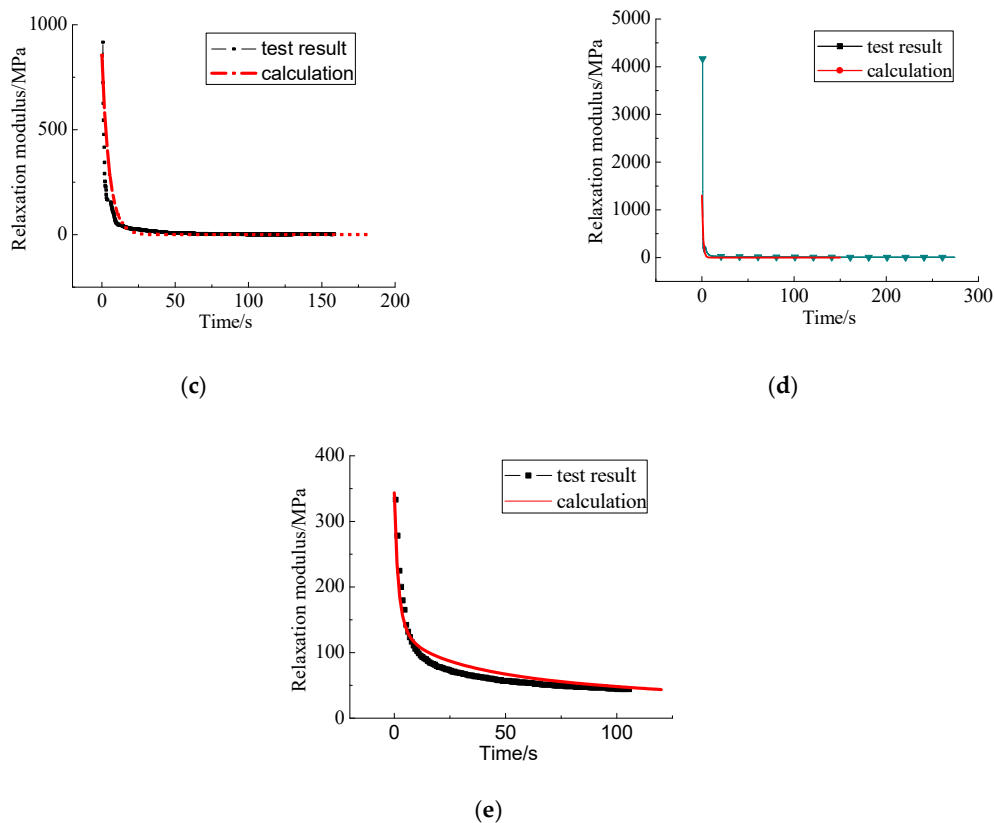 1000
500
0
Relaxation modulus/MPa
test result
calculation
0 50 100 150 200
Time/s
(c)
5000
4000
3000
2000
1000
0
Relaxation modulus/MPa
test result
calculation
0 100 200 300
Time/s
(d)
400
300
200
100
0
Relaxation modulus/MPa
test result
calculation
0 50 100
Time/s
(e)